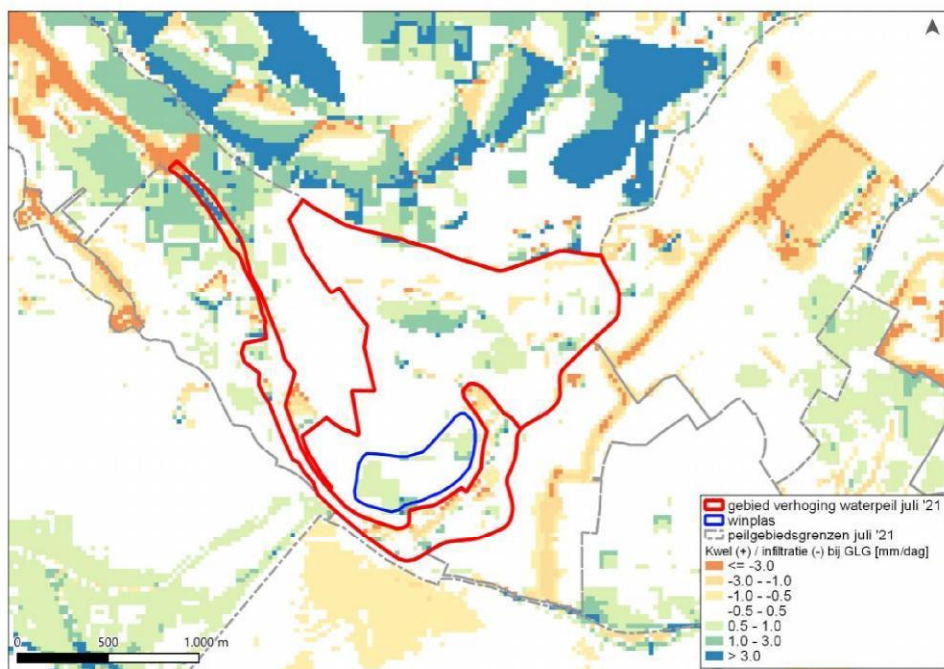 gebied verhoging waterpeil juli '21
winplas
peilgebiedsgrenzen juli '21
Kwel (+) / infiltratie (-) bij GLG [mm/dag]
<= -3.0
-3.0 - -1.0
-1.0 - -0.5
-0.5 - 0.5
0.5 - 1.0
1.0 - 3.0
> 3.0
0 500 1.000 m